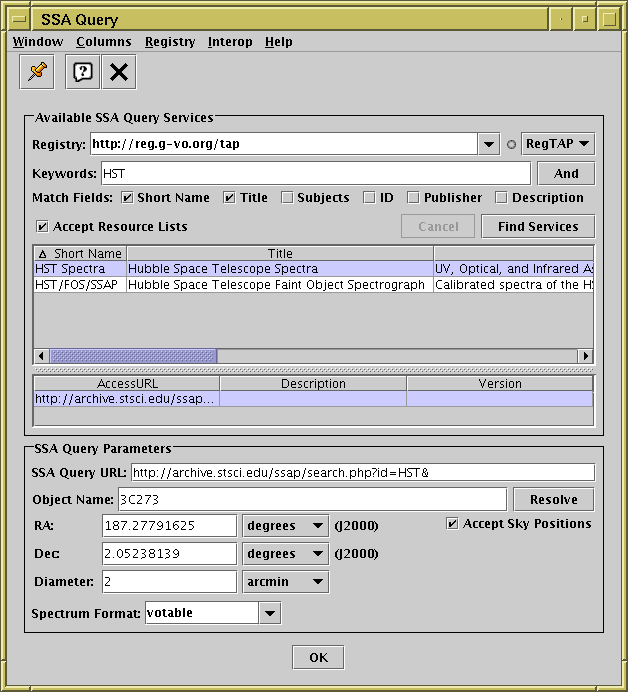 SSA Query
Window Columns Registry Interop Help
Available SSA Query Services
Registry: http://reg.g-vo.org/tap RegTAP
Keywords: HST And
Match Fields: Short Name Title Subjects ID Publisher Description
Accept Resource Lists Cancel Find Services
Short Name Title
HST Spectra Hubble Space Telescope Spectra UV, Optical, and Infrared As
HST/FOS/SSAP Hubble Space Telescope Faint Object Spectrograph Calibrated spectra of the HS
AccessURL Description Version
http://archive.stsci.edu/ssap...
SSA Query Parameters
SSA Query URL: http://archive.stsci.edu/ssap/search.php?id=HST&
Object Name: 3C273 Resolve
RA: 187.27791625 degrees (J2000) Accept Sky Positions
Dec: 2.05238139 degrees (J2000)
Diameter: 2 arcmin
Spectrum Format: votable
OK